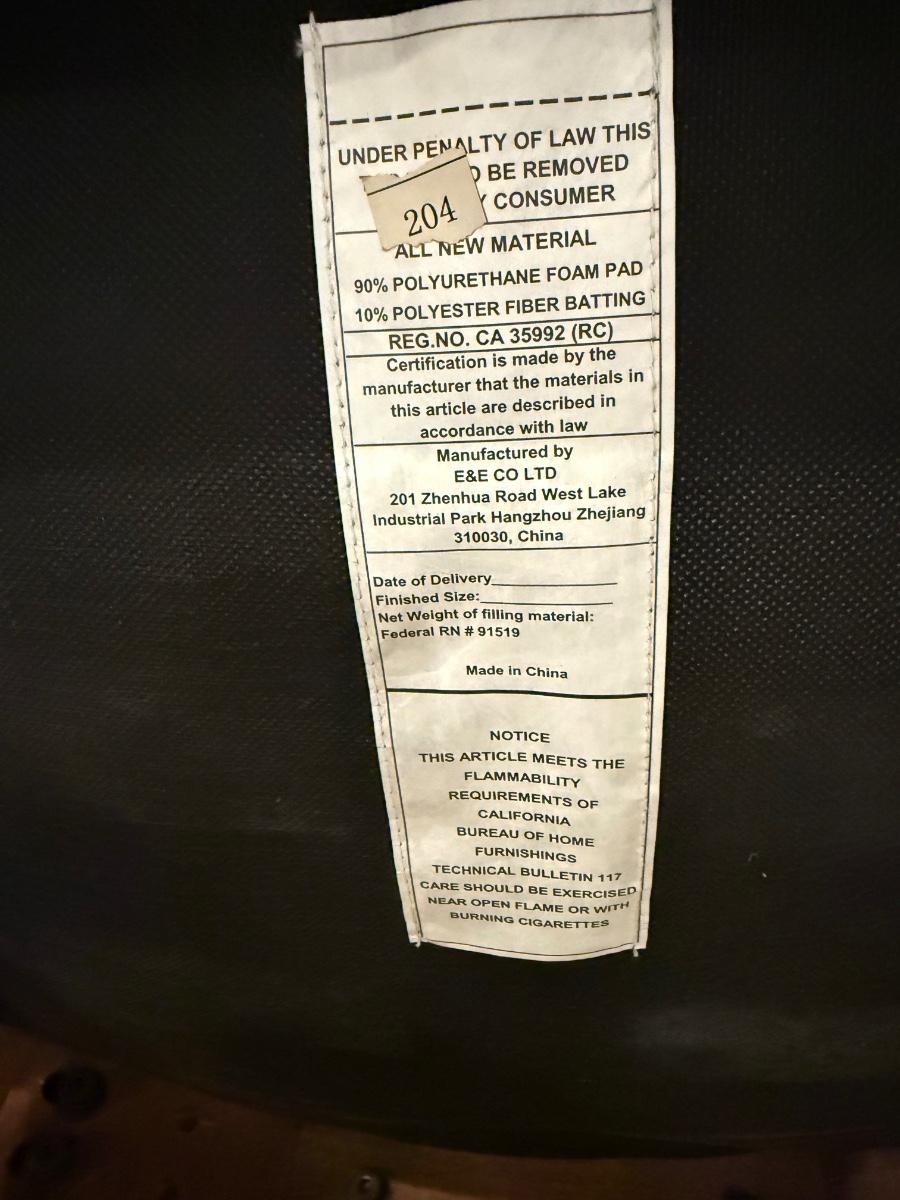 UNDER PENALTY OF LAW THIS
BE REMOVED
CONSUMER
204
ALL NEW MATERIAL
90% POLYURETHANE FOAM PAD
10% POLYESTER FIBER BATTING
REG.NO. CA 35992 (RC)
Certification is made by the
manufacturer that the materials in
this article are described in
accordance with law
Manufactured by
E&E CO LTD
201 Zhenhua Road West Lake
Industrial Park Hangzhou Zhejiang
310030, China
Date of Delivery
Finished Size:
Net Weight of filling material:
Federal RN # 91519
Made in China
NOTICE
THIS ARTICLE MEETS THE
FLAMMABILITY
REQUIREMENTS OF
CALIFORNIA
BUREAU OF HOME
FURNISHINGS
TECHNICAL BULLETIN 117
CARE SHOULD BE EXERCISED
NEAR OPEN FLAME OR WITH
BURNING CIGARETTES